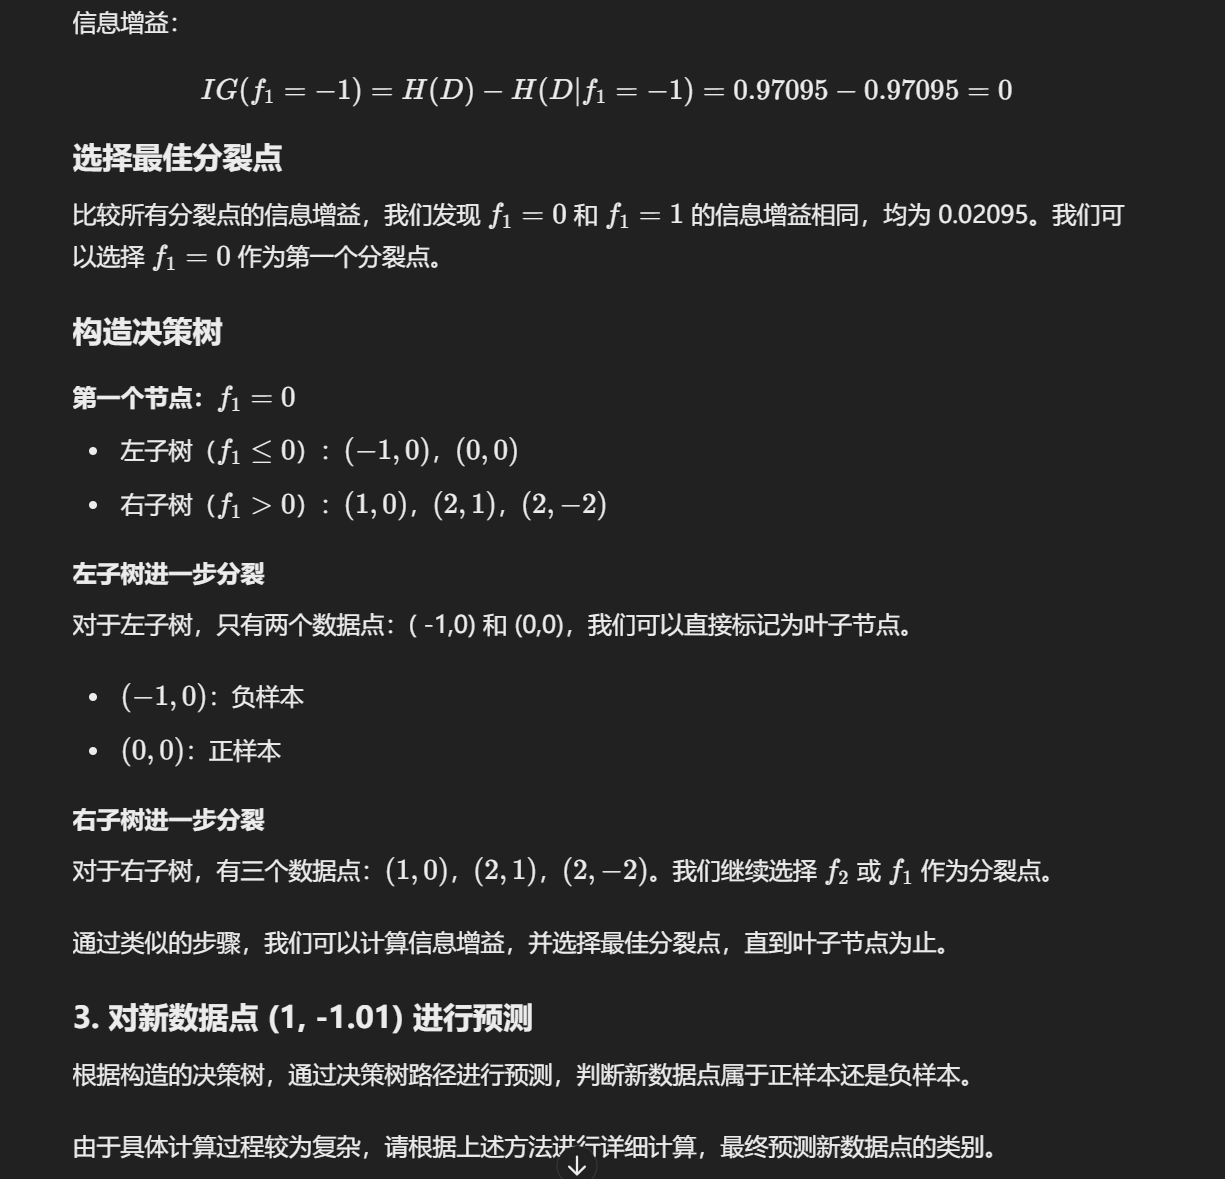 信息增益：
IG(f₁ = −1) = H(D) − H(D|f₁ = −1) = 0.97095 − 0.97095 = 0
选择最佳分裂点
比较所有分裂点的信息增益，我们发现 f₁ = 0 和 f₁ = 1 的信息增益相同，均为 0.02095。我们可
以选择 f₁ = 0 作为第一个分裂点。
构造决策树
第一个节点：f₁ = 0
• 左子树（f₁ ≤ 0）: (−1, 0)，(0, 0)
• 右子树（f₁ > 0）: (1, 0)，(2, 1)，(2, −2)
左子树进一步分裂
对于左子树，只有两个数据点：( -1,0) 和 (0,0)，我们可以直接标记为叶子节点。
• (−1, 0)：负样本
• (0, 0)：正样本
右子树进一步分裂
对于右子树，有三个数据点：(1, 0)，(2, 1)，(2, −2)。我们继续选择 f₂ 或 f₁ 作为分裂点。
通过类似的步骤，我们可以计算信息增益，并选择最佳分裂点，直到叶子节点为止。
3. 对新数据点 (1, -1.01) 进行预测
根据构造的决策树，通过决策树路径进行预测，判断新数据点属于正样本还是负样本。
由于具体计算过程较为复杂，请根据上述方法进行详细计算，最终预测新数据点的类别。